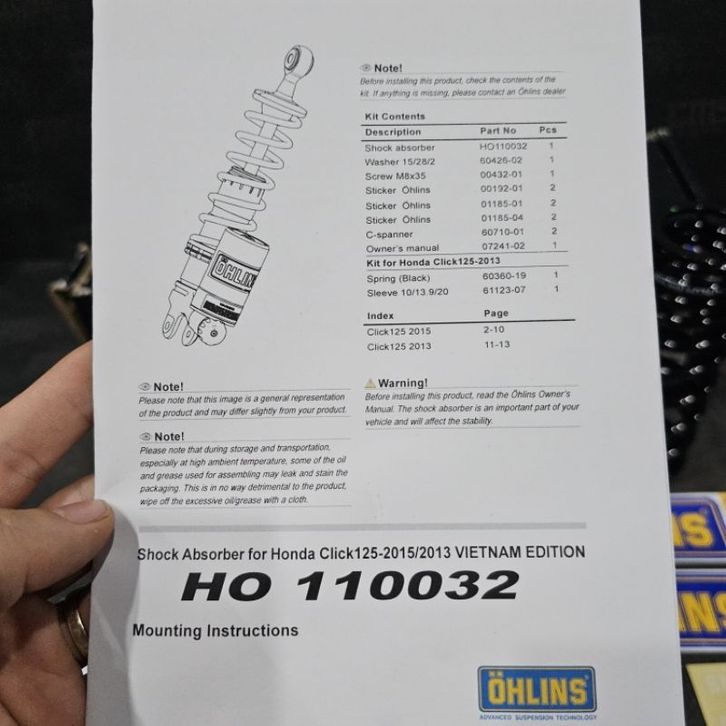 Note!
Before installing this product, check the contents of the
kit. If anything is missing, please contact an Öhlins dealer
Kit Contents
Description Part No Pcs
Shock absorber HO110032 1
Washer 15/28/2 60426-02 1
Screw M8x35 00432-01 1
Sticker Öhlins 00192-01 2
Sticker Öhlins 01185-01 2
Sticker Öhlins 01185-04 2
C-spanner 60710-01 2
Owner's manual 07241-02 1
Kit for Honda Click125-2013
Spring (Black) 60360-19 1
Sleeve 10/13.9/20 61123-07 1
Index Page
Click125 2015 2-10
Click125 2013 11-13
ÖHLINS
Note!
Please note that this image is a general representation
of the product and may differ slightly from your product.
Note!
Please note that during storage and transportation,
especially at high ambient temperature, some of the oil
and grease used for assembling may leak and stain the
packaging. This is in no way detrimental to the product,
wipe off the excessive oil/grease with a cloth.
Warning!
Before installing this product, read the Öhlins Owner's
Manual. The shock absorber is an important part of your
vehicle and will affect the stability.
Shock Absorber for Honda Click125-2015/2013 VIETNAM EDITION
HO 110032
Mounting Instructions
ÖHLINS
ADVANCED SUSPENSION TECHNOLOGY
NS
INS